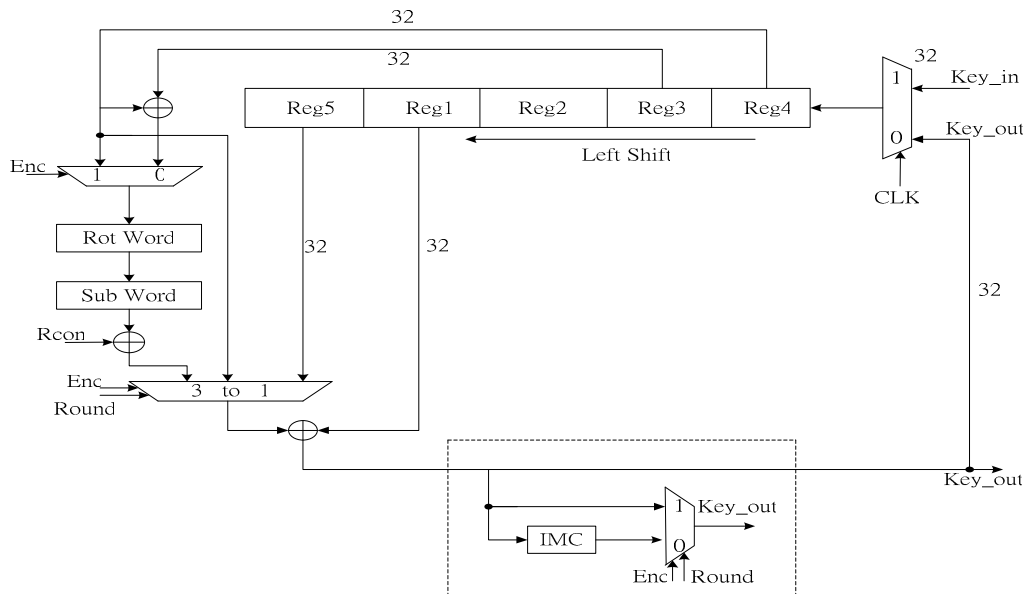 32
32
32
Key_in
1
Reg5 Reg1 Reg2 Reg3 Reg4
0
Key_out
Left Shift
CLK
Enc
1 C
Rot Word
32
32
Sub Word
32
Rcon
Enc
3 to 1
Round
Key_out
1
Key_out
IMC
0
Enc
Round